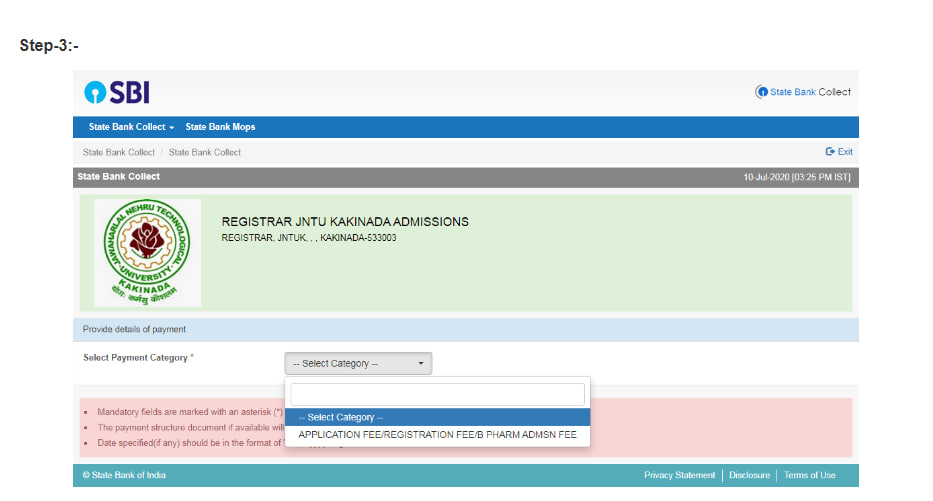 Step-3:-
SBI
State Bank Collect
State Bank Collect State Bank Mops
State Bank Collect / State Bank Collect
Exit
State Bank Collect
10-Jul-2020 [03:25 PM IST]
JAWAHARLAL NEHRU TECHNOLOGICAL UNIVERSITY
KAKINADA
योगः कर्मसु कौशलम्
REGISTRAR JNTU KAKINADA ADMISSIONS
REGISTRAR, JNTUK, , , KAKINADA-533003
Provide details of payment
Select Payment Category *
-- Select Category --
-- Select Category --
APPLICATION FEE/REGISTRATION FEE/B PHARM ADMSN FEE
Mandatory fields are marked with an asterisk (*)
The payment structure document if available will
Date specified(if any) should be in the format of '
© State Bank of India
Privacy Statement | Disclosure | Terms of Use